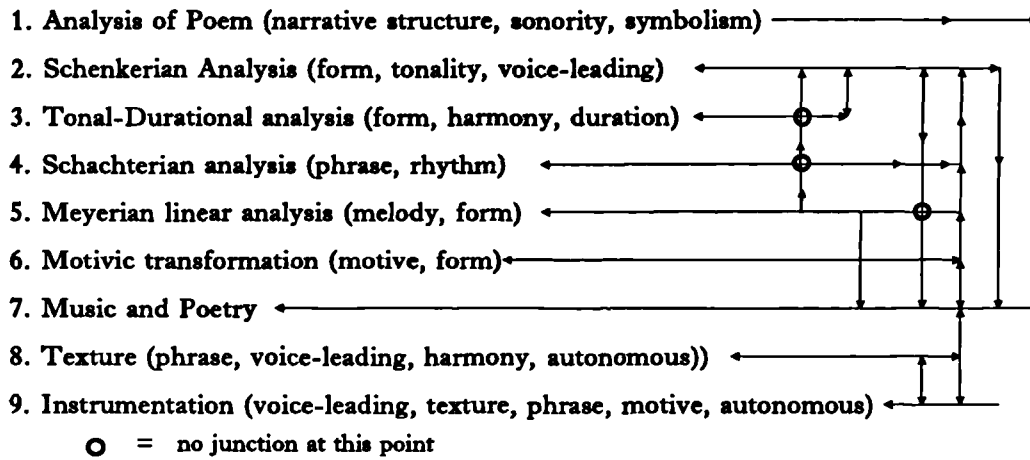 1. Analysis of Poem (narrative structure, sonority, symbolism)
2. Schenkerian Analysis (form, tonality, voice-leading)
3. Tonal-Durational analysis (form, harmony, duration)
4. Schachterian analysis (phrase, rhythm)
5. Meyerian linear analysis (melody, form)
6. Motivic transformation (motive, form)
7. Music and Poetry
8. Texture (phrase, voice-leading, harmony, autonomous))
9. Instrumentation (voice-leading, texture, phrase, motive, autonomous)
o = no junction at this point